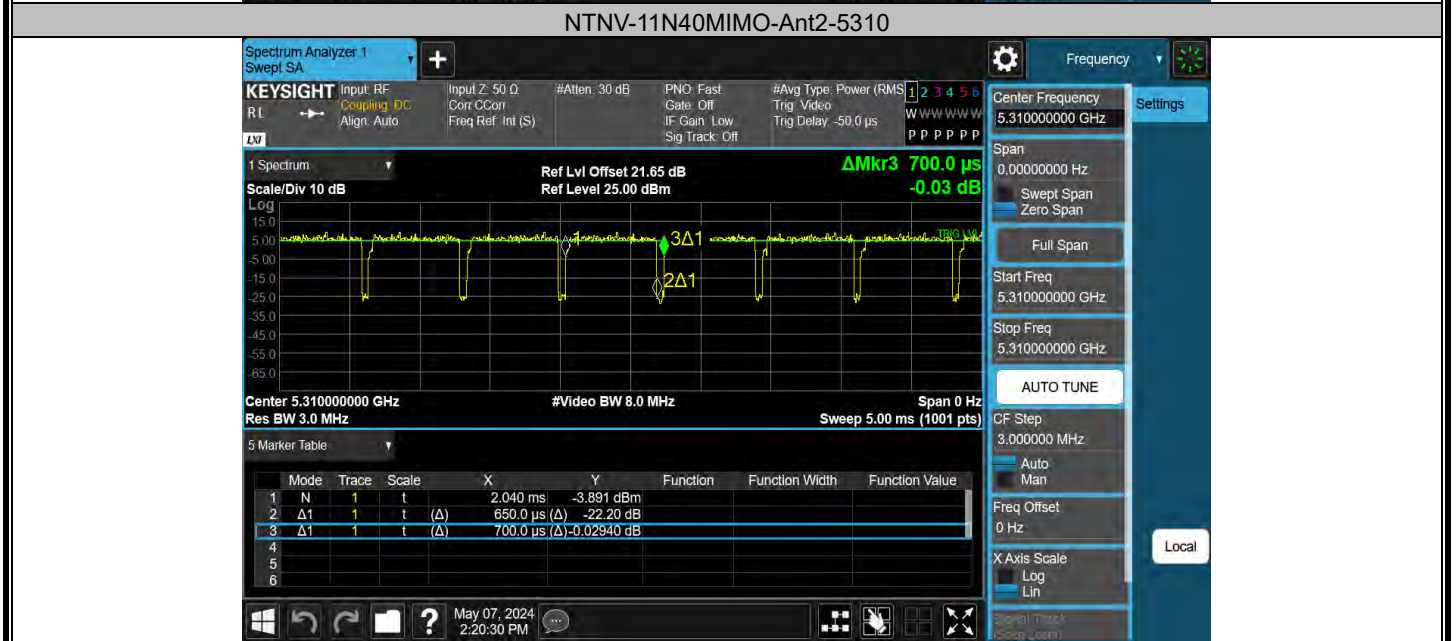 NTNV-11N40MIMO-Ant2-5310
Spectrum Analyzer 1
Swept SA
+
Frequency
KEYSIGHT
RL
LXI
Input: RF
Coupling: DC
Align: Auto
Input Z: 50 Ω
Corr CCorr
Freq Ref: Int (S)
#Atten: 30 dB
PNO: Fast
Gate: Off
IF Gain: Low
Sig Track: Off
#Avg Type: Power (RMS
Trig: Video
Trig Delay: -50.0 µs
1 2 3 4 5 6
W W W W W W
P P P P P P
Center Frequency
5.310000000 GHz
Settings
Span
0.00000000 Hz
Swept Span
Zero Span
Full Span
Start Freq
5.310000000 GHz
Stop Freq
5.310000000 GHz
AUTO TUNE
CF Step
3.000000 MHz
Auto
Man
Freq Offset
0 Hz
X Axis Scale
Log
Lin
Signal Track
(Span Zoom)
Local
1 Spectrum
Scale/Div 10 dB
Ref Lvl Offset 21.65 dB
Ref Level 25.00 dBm
ΔMkr3 700.0 µs
-0.03 dB
Log
15.0
5.00
-5.00
-15.0
-25.0
-35.0
-45.0
-55.0
-65.0
1
3Δ1
2Δ1
TRIG LVL
Center 5.310000000 GHz
#Video BW 8.0 MHz
Span 0 Hz
Res BW 3.0 MHz
Sweep 5.00 ms (1001 pts)
5 Marker Table
Mode Trace Scale X Y Function Function Width Function Value
1 N 1 t 2.040 ms -3.891 dBm
2 Δ1 1 t (Δ) 650.0 µs (Δ) -22.20 dB
3 Δ1 1 t (Δ) 700.0 µs (Δ) -0.02940 dB
4
5
6
?
May 07, 2024
2:20:30 PM